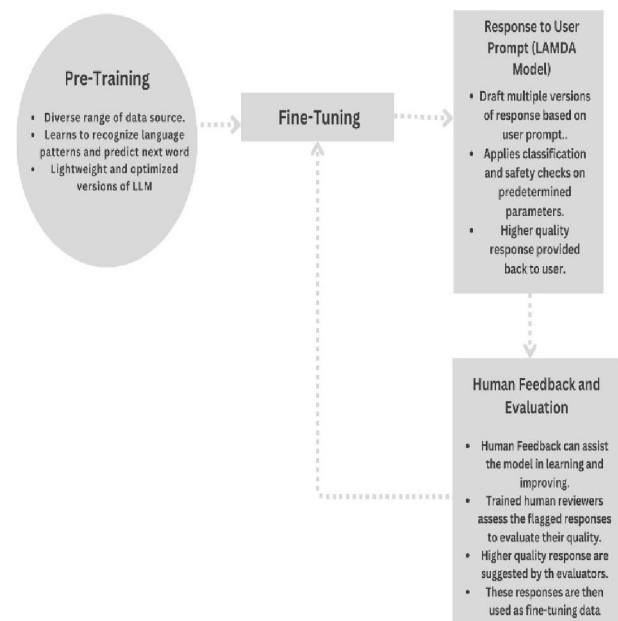 Pre-Training
• Diverse range of data source.
• Learns to recognize language
patterns and predict next word
• Lightweight and optimized
versions of LLM
Fine-Tuning
Response to User
Prompt (LAMDA
Model)
• Draft multiple versions
of response based on
user prompt..
• Applies classification
and safety checks on
predetermined
parameters.
• Higher quality
response provided
back to user.
Human Feedback and
Evaluation
• Human Feedback can assist
the model in learning and
improving.
• Trained human reviewers
assess the flagged responses
to evaluate their quality.
• Higher quality response are
suggested by th evaluators.
• These responses are then
used as fine-tuning data